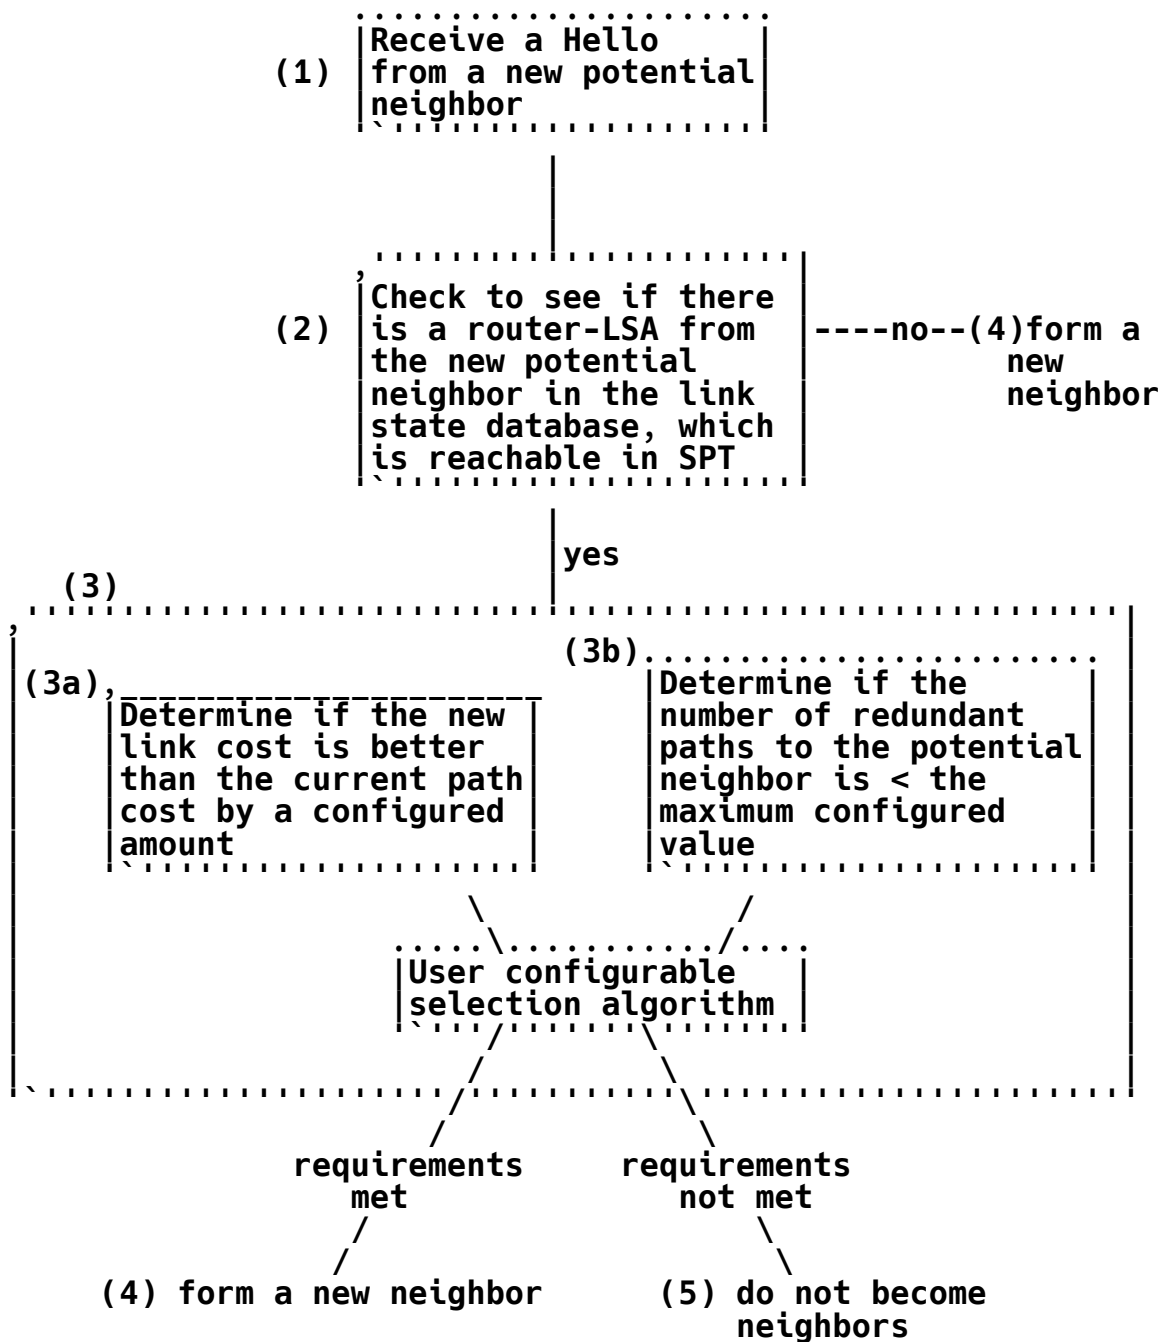 Receive a Hello
(1) from a new potential
neighbor
Check to see if there
(2) is a router-LSA from ----no--(4)form a
the new potential new
neighbor in the link neighbor
state database, which
is reachable in SPT
yes
(3)
(3a)
Determine if the new
link cost is better
than the current path
cost by a configured
amount
(3b)
Determine if the
number of redundant
paths to the potential
neighbor is < the
maximum configured
value
User configurable
selection algorithm
requirements
met
requirements
not met
(4) form a new neighbor
(5) do not become
neighbors